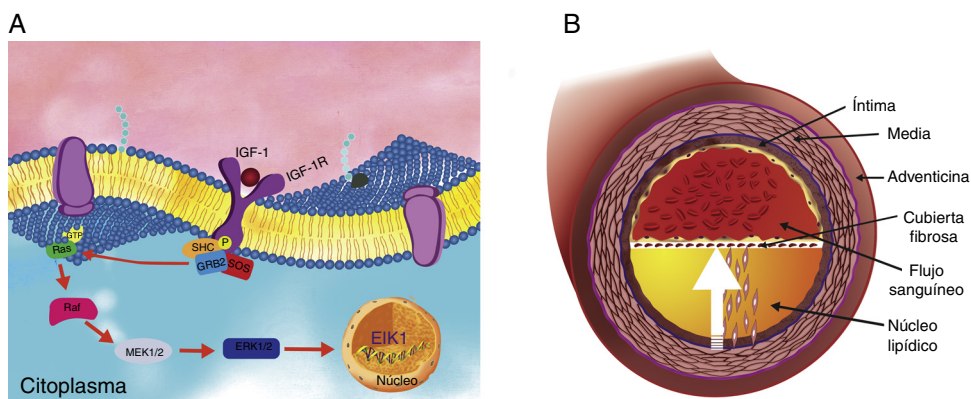 A
IGF-1
IGF-1R
GTP
Ras
SHC
P
GRB2
SOS
Raf
MEK1/2
ERK1/2
EIK1
Núcleo
Citoplasma
B
Íntima
Media
Adventicina
Cubierta
fibrosa
Flujo
sanguíneo
Núcleo
lipídico